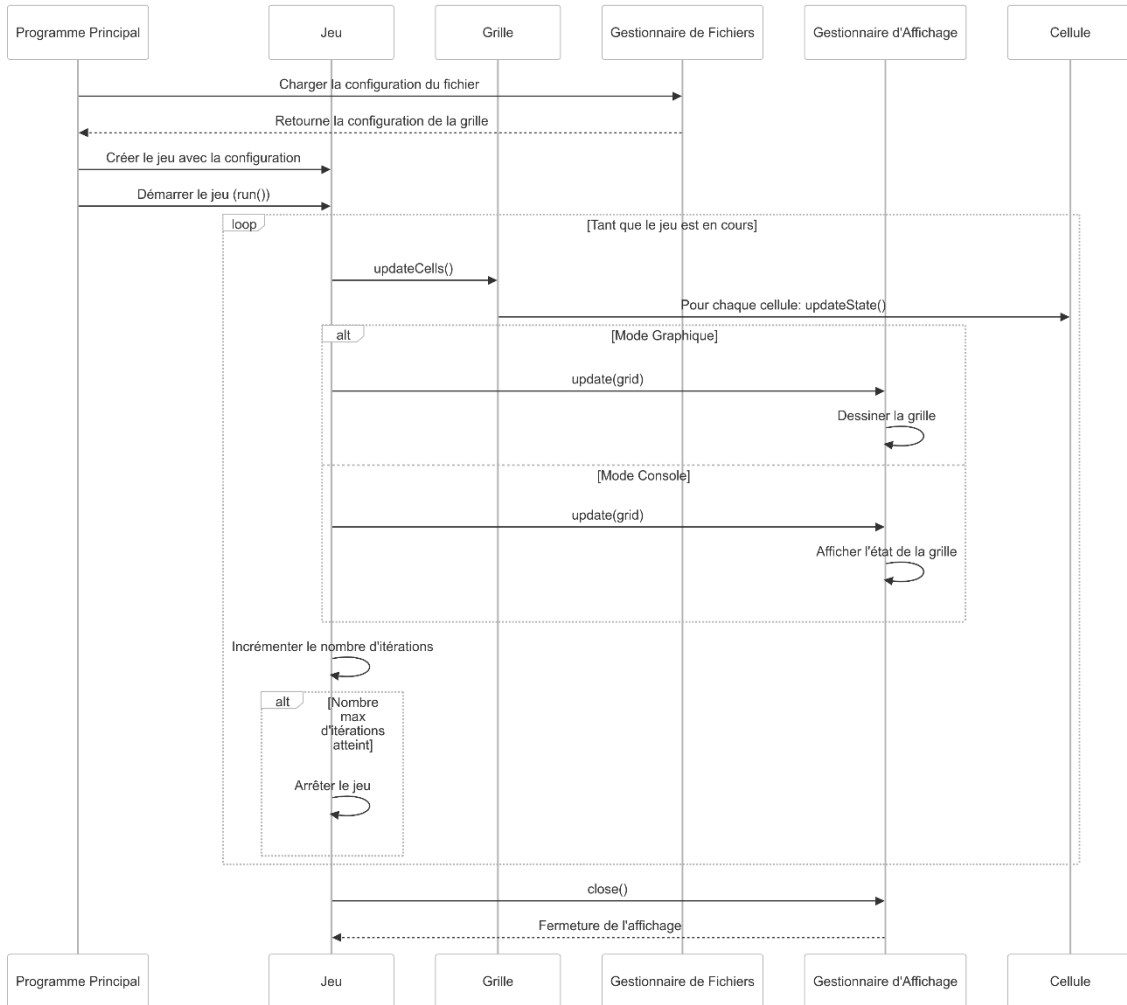 Programme Principal
Jeu
Grille
Gestionnaire de Fichiers
Gestionnaire d'Affichage
Cellule
Charger la configuration du fichier
Retourne la configuration de la grille
Créer le jeu avec la configuration
Démarrer le jeu (run())
loop
[Tant que le jeu est en cours]
updateCells()
Pour chaque cellule: updateState()
alt
[Mode Graphique]
update(grid)
Dessiner la grille
[Mode Console]
update(grid)
Afficher l'état de la grille
Incrémenter le nombre d'itérations
alt
[Nombre
max
d'itérations
atteint]
Arrêter le jeu
close()
Fermeture de l'affichage
Programme Principal
Jeu
Grille
Gestionnaire de Fichiers
Gestionnaire d'Affichage
Cellule